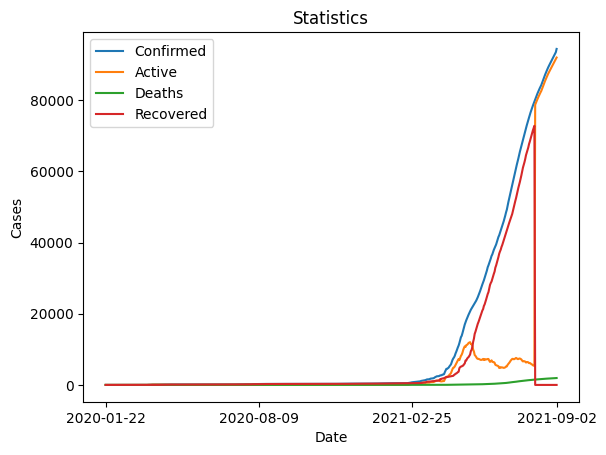 Statistics
Confirmed
Active
Deaths
Recovered
80000
60000
40000
20000
0
Cases
2020-01-22
2020-08-09
2021-02-25
2021-09-02
Date